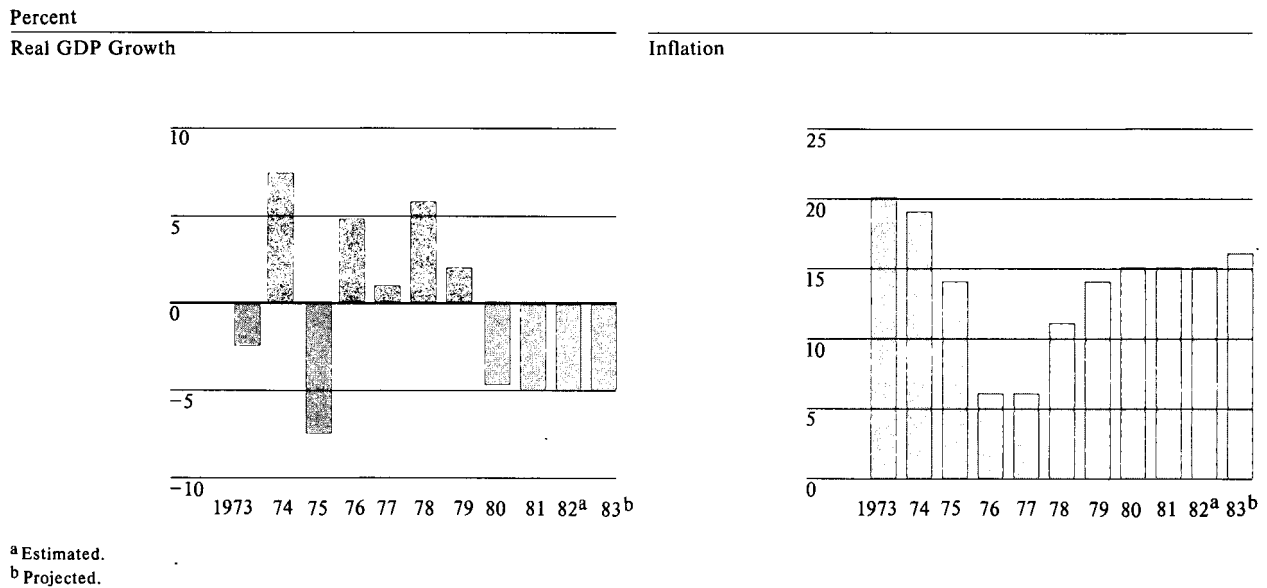 Percent
Real GDP Growth
10
5
0
−5
−10
1973 74 75 76 77 78 79 80 81 82a 83b
Inflation
25
20
15
10
5
0
1973 74 75 76 77 78 79 80 81 82a 83b
a Estimated.
b Projected.